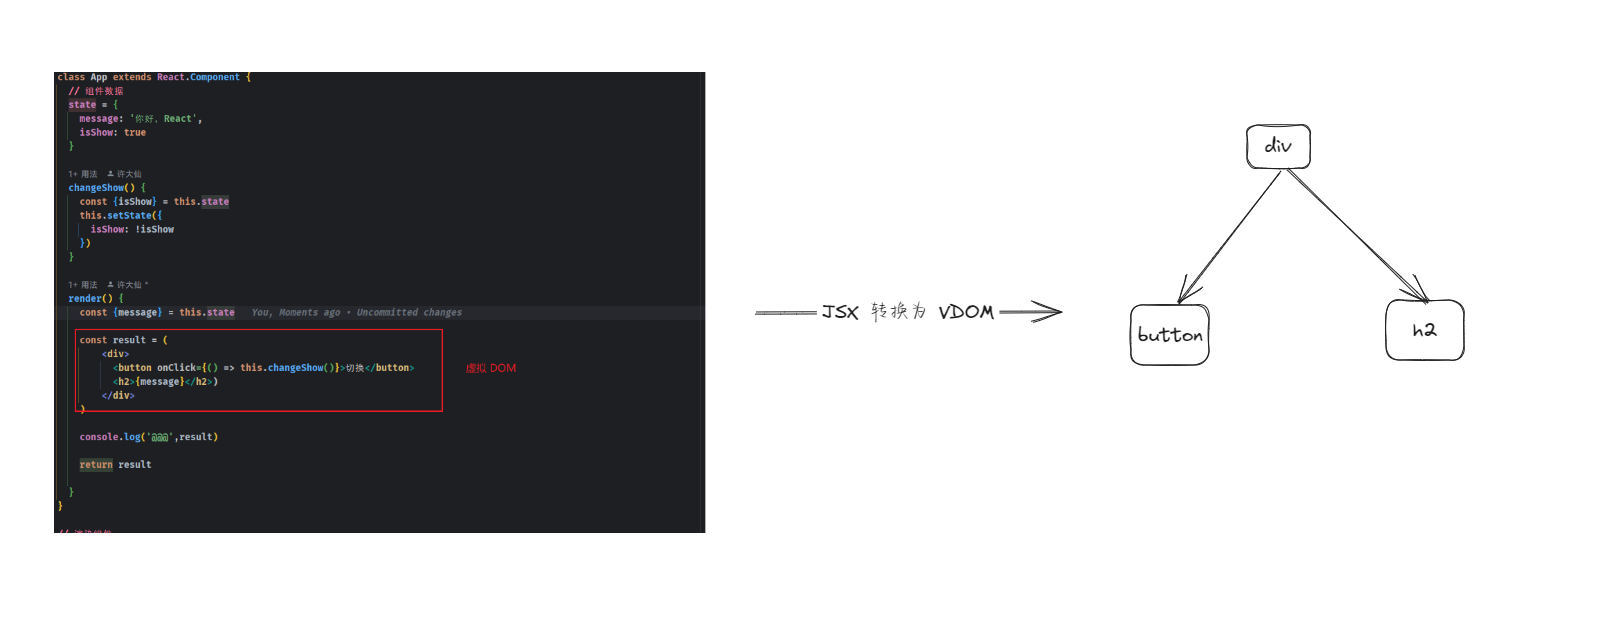 class App extends React.Component {
// 组件数据
state = {
message: '你好，React',
isShow: true
}
1+ 用法 许大仙
changeShow() {
const {isShow} = this.state
this.setState({
isShow: !isShow
})
}
1+ 用法 许大仙 *
render() {
const {message} = this.state You, Moments ago • Uncommitted changes
const result = (
<div>
<button onClick={() => this.changeShow()}>切换</button>
<h2>{message}</h2>)
</div>
)
虚拟 DOM
console.log('@@@',result)
return result
}
}
JSX 转换为 VDOM
div
button
h2